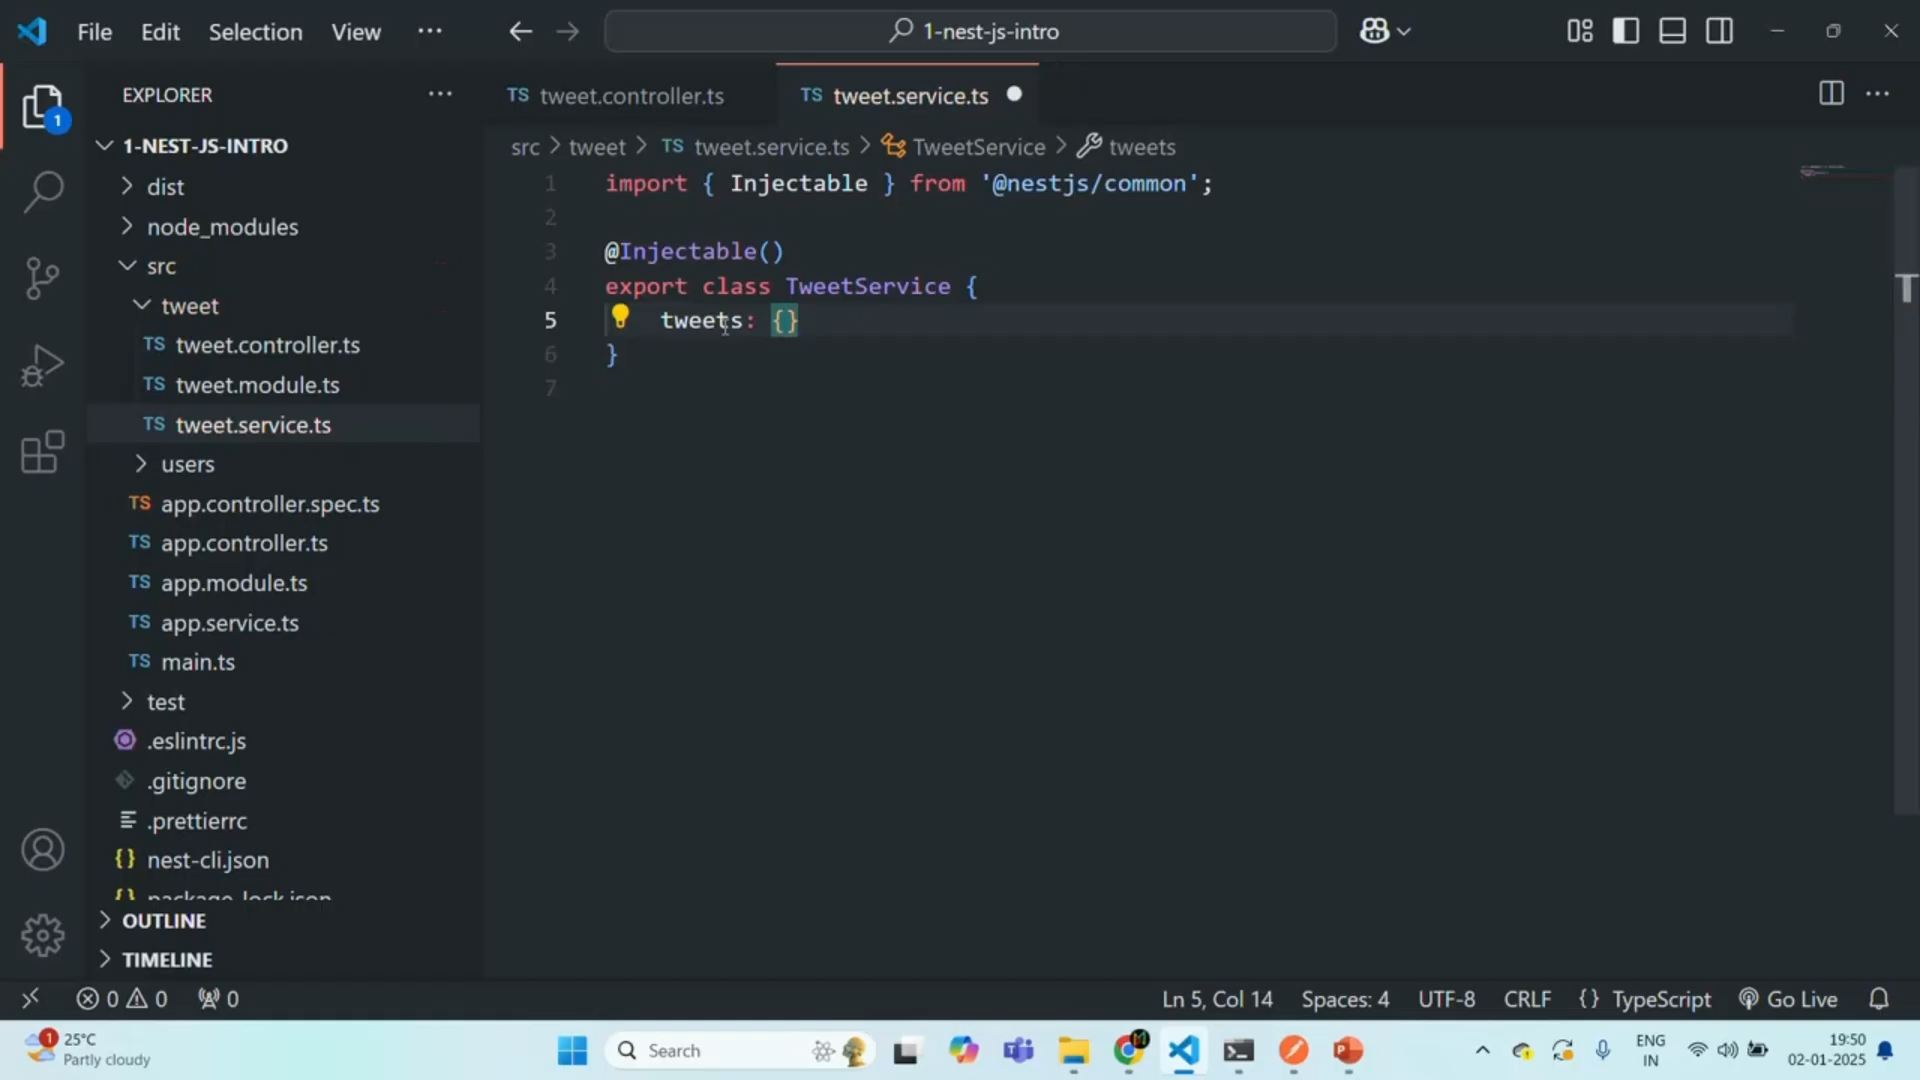 File Edit Selection View ···
1-nest-js-intro
EXPLORER ···
1
1-NEST-JS-INTRO
dist
node_modules
src
tweet
TS tweet.controller.ts
TS tweet.module.ts
TS tweet.service.ts
users
TS app.controller.spec.ts
TS app.controller.ts
TS app.module.ts
TS app.service.ts
TS main.ts
test
.eslintrc.js
.gitignore
.prettierrc
{} nest-cli.json
{} package-lock.json
OUTLINE
TIMELINE
TS tweet.controller.ts
TS tweet.service.ts
src > tweet > TS tweet.service.ts > TweetService > tweets
1 import { Injectable } from '@nestjs/common';
2
3 @Injectable()
4 export class TweetService {
5 tweets: {}
6 }
7
0 0 0
Ln 5, Col 14 Spaces: 4 UTF-8 CRLF {} TypeScript Go Live
1 25°C
Partly cloudy
Search
ENG
IN
19:50
02-01-2025